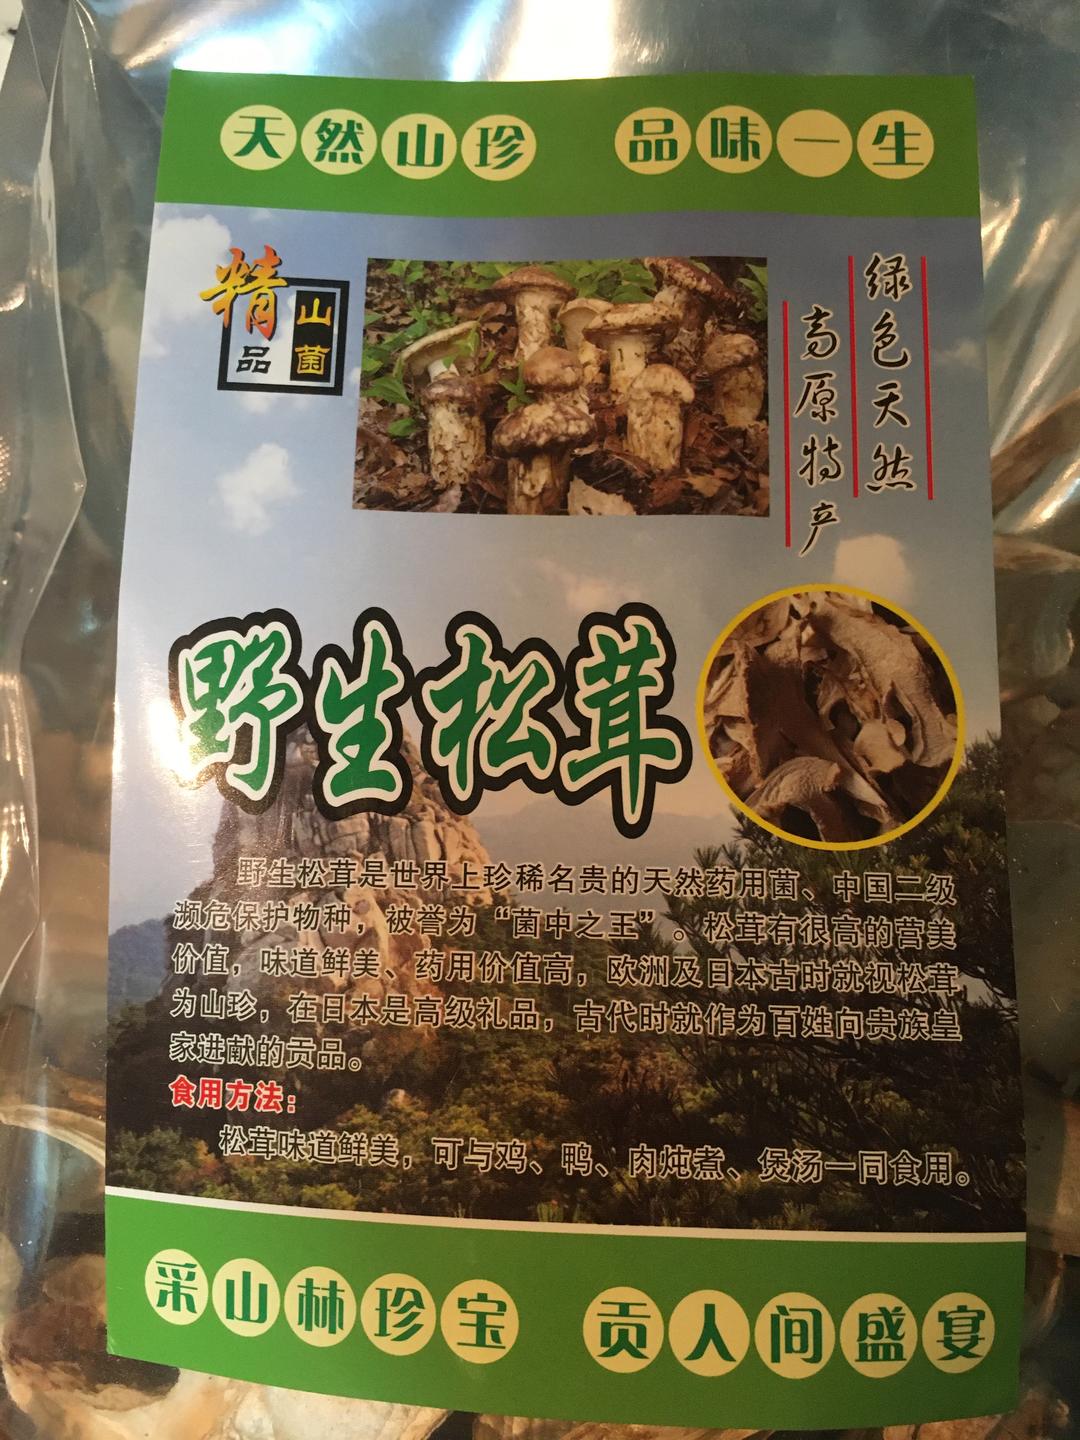 天然山珍 品味一生
精品
山菌
绿色天然
高原特产
野生松茸
野生松茸是世界上珍稀名贵的天然药用菌、中国二级
濒危保护物种，被誉为“菌中之王”。松茸有很高的营美
价值，味道鲜美、药用价值高，欧洲及日本古时就视松茸
为山珍，在日本是高级礼品，古代时就作为百姓向贵族皇
家进献的贡品。
食用方法：
松茸味道鲜美，可与鸡、鸭、肉炖煮、煲汤一同食用。
采山林珍宝 贡人间盛宴